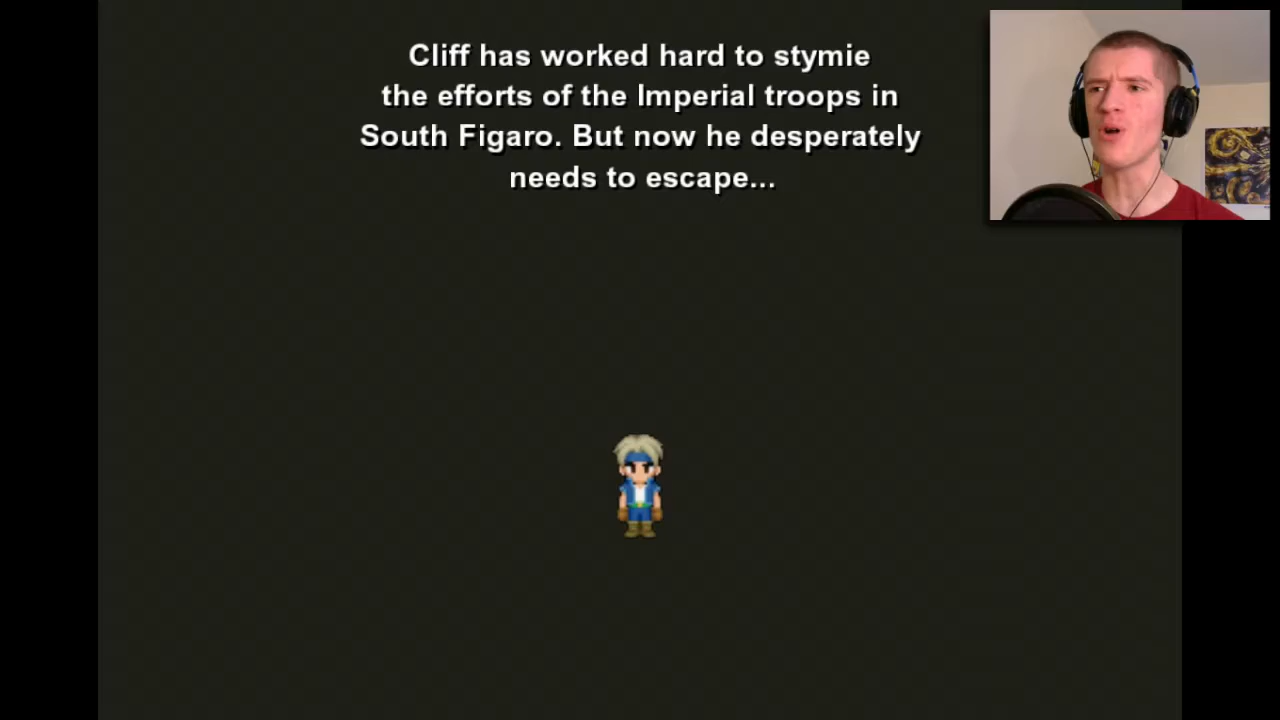 Cliff has worked hard to stymie
the efforts of the Imperial troops in
South Figaro. But now he desperately
needs to escape...